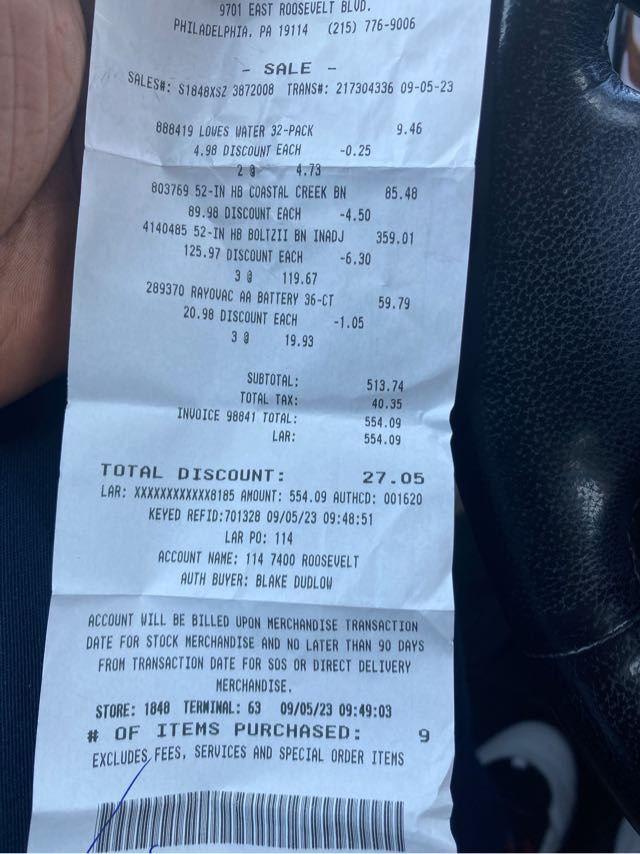 9701 EAST ROOSEVELT BLVD.
PHILADELPHIA, PA 19114 (215) 776-9006
- SALE -
SALES#: S1848XSZ 3872008 TRANS#: 217304336 09-05-23
888419 LOWES WATER 32-PACK 9.46
4.98 DISCOUNT EACH -0.25
2 @ 4.73
803769 52-IN HB COASTAL CREEK BN 85.48
89.98 DISCOUNT EACH -4.50
4140485 52-IN HB BOLTZII BN INADJ 359.01
125.97 DISCOUNT EACH -6.30
3 @ 119.67
289370 RAYOVAC AA BATTERY 36-CT 59.79
20.98 DISCOUNT EACH -1.05
3 @ 19.93
SUBTOTAL: 513.74
TOTAL TAX: 40.35
INVOICE 98841 TOTAL: 554.09
LAR: 554.09
TOTAL DISCOUNT: 27.05
LAR: XXXXXXXXXXXX8185 AMOUNT: 554.09 AUTHCD: 001620
KEYED REFID:701328 09/05/23 09:48:51
LAR PO: 114
ACCOUNT NAME: 114 7400 ROOSEVELT
AUTH BUYER: BLAKE DUDLOW
ACCOUNT WILL BE BILLED UPON MERCHANDISE TRANSACTION
DATE FOR STOCK MERCHANDISE AND NO LATER THAN 90 DAYS
FROM TRANSACTION DATE FOR SOS OR DIRECT DELIVERY
MERCHANDISE.
STORE: 1848 TERMINAL: 63 09/05/23 09:49:03
# OF ITEMS PURCHASED: 9
EXCLUDES FEES, SERVICES AND SPECIAL ORDER ITEMS